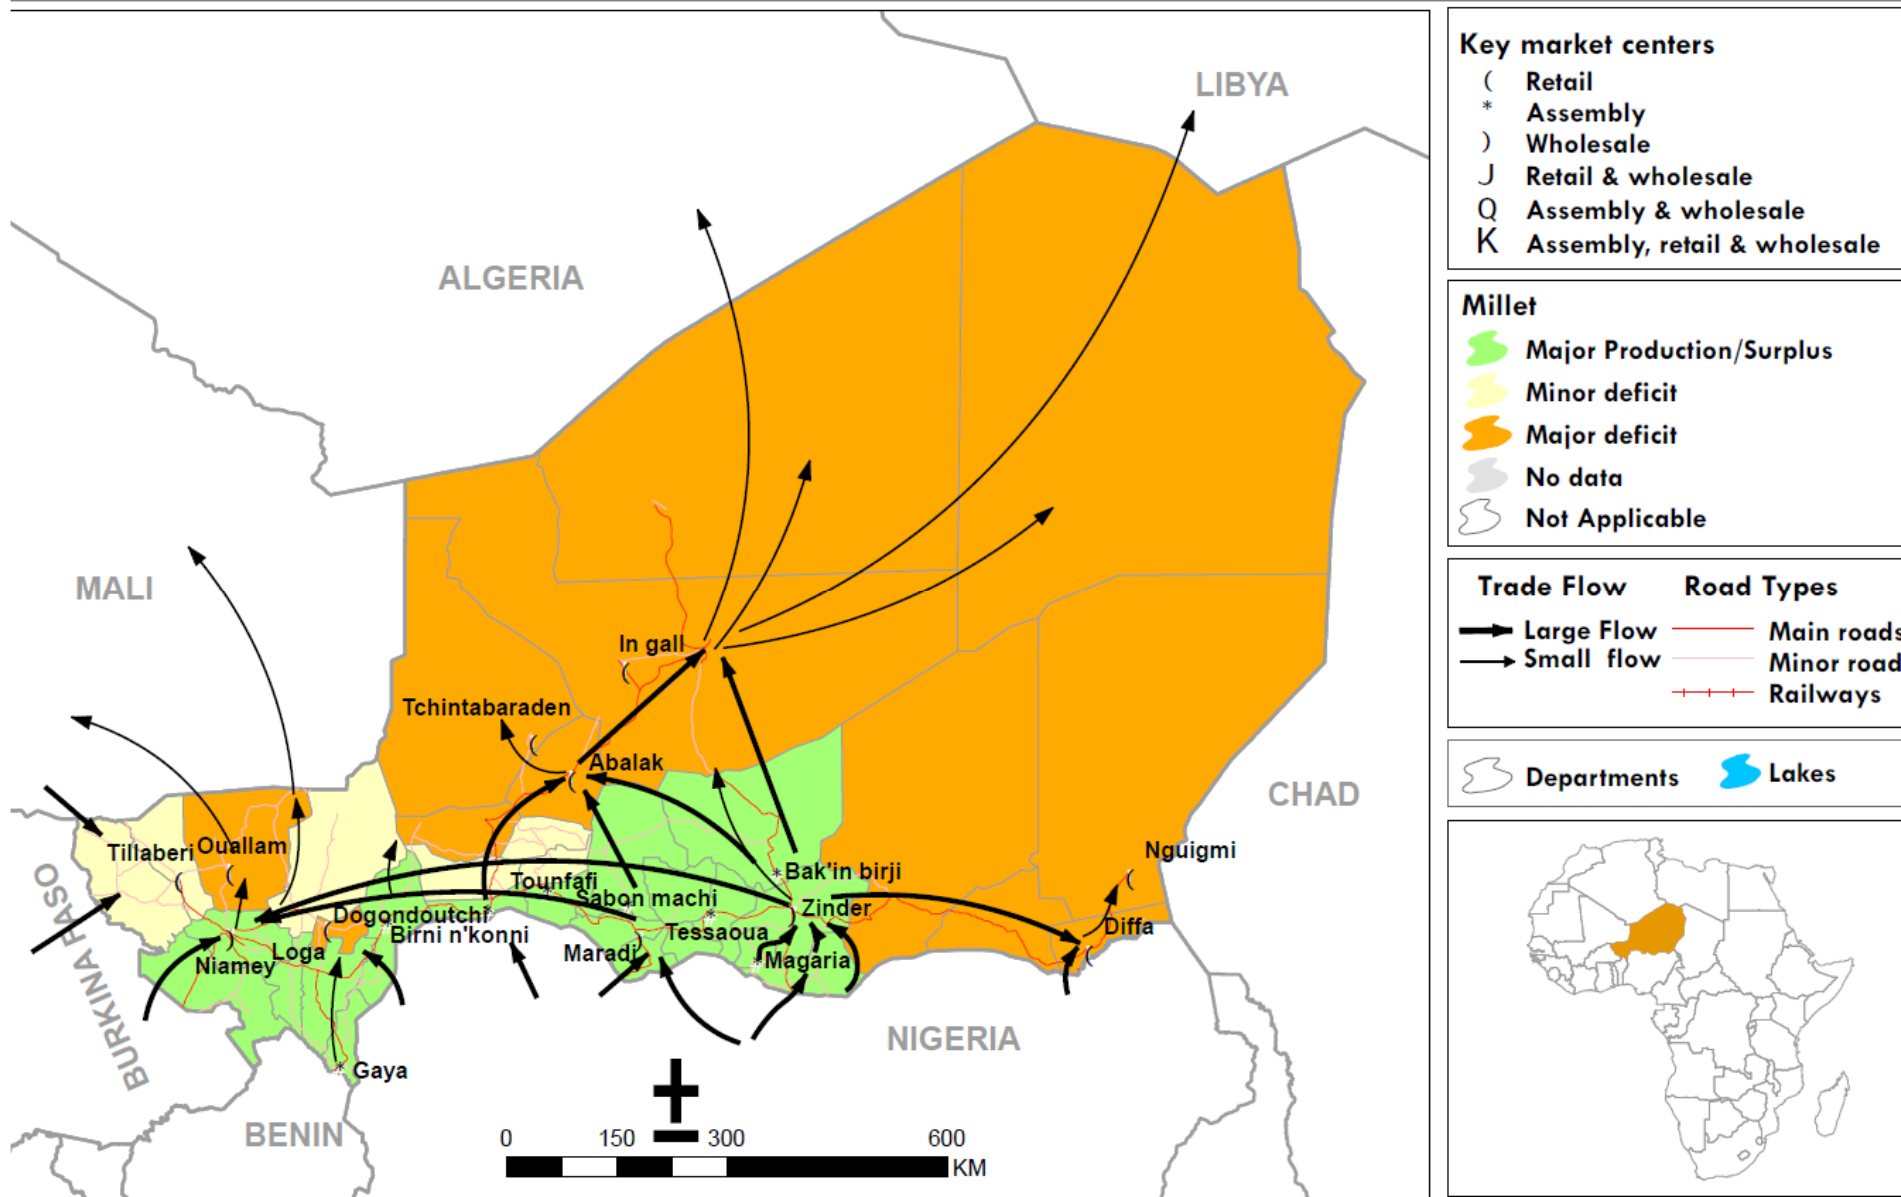 LIBYA
ALGERIA
MALI
In gall
Tchintabaraden
Abalak
CHAD
Tillaberi
Ouallam
Nguigmi
Bak'in birji
Tounfafi
Sabon machi
Zinder
Dogondoutchi
Birni n'konni
Tessaoua
Diffa
Loga
Maradi
Magaria
Niamey
BURKINA FASO
NIGERIA
Gaya
BENIN
0 150 300 600
KM
Key market centers
( Retail
* Assembly
) Wholesale
J Retail & wholesale
Q Assembly & wholesale
K Assembly, retail & wholesale
Millet
Major Production/Surplus
Minor deficit
Major deficit
No data
Not Applicable
Trade Flow Road Types
Large Flow Main roads
Small flow Minor road
Railways
Departments Lakes